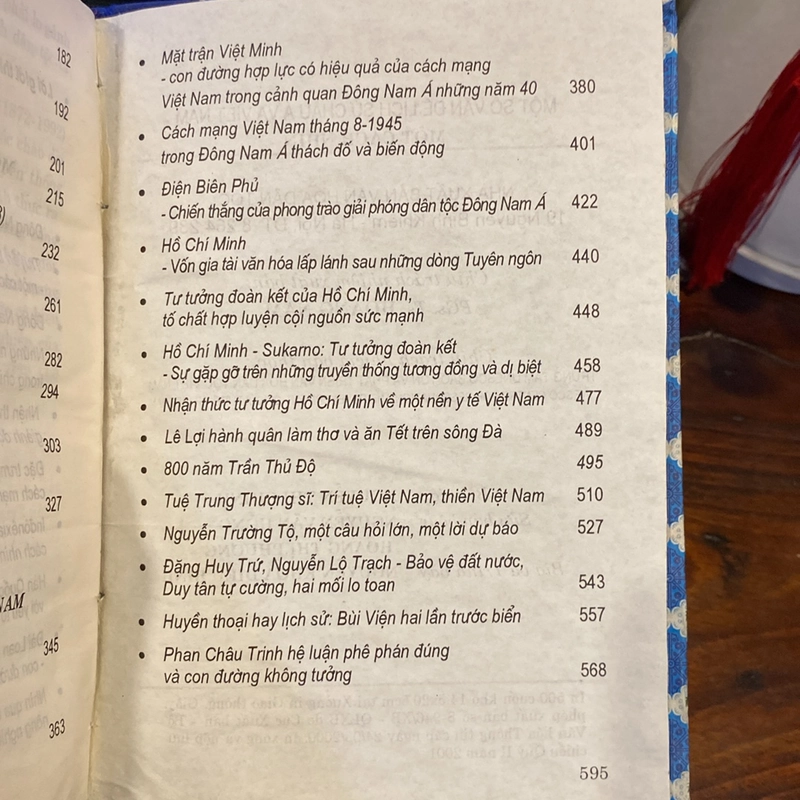 182
192
201
215
232
261
282
294
303
327
NAM
345
363
• Mặt trận Việt Minh
- con đường hợp lực có hiệu quả của cách mạng
Việt Nam trong cảnh quan Đông Nam Á những năm 40 380
• Cách mạng Việt Nam tháng 8-1945
trong Đông Nam Á thách đố và biến động 401
• Điện Biên Phủ
- Chiến thắng của phong trào giải phóng dân tộc Đông Nam Á 422
• Hồ Chí Minh
- Vốn gia tài văn hóa lấp lánh sau những dòng Tuyên ngôn 440
• Tư tưởng đoàn kết của Hồ Chí Minh,
tố chất hợp luyện cội nguồn sức mạnh 448
• Hồ Chí Minh - Sukarno: Tư tưởng đoàn kết
- Sự gặp gỡ trên những truyền thống tương đồng và dị biệt 458
• Nhận thức tư tưởng Hồ Chí Minh về một nền y tế Việt Nam 477
• Lê Lợi hành quân làm thơ và ăn Tết trên sông Đà 489
• 800 năm Trần Thủ Độ 495
• Tuệ Trung Thượng sĩ: Trí tuệ Việt Nam, thiền Việt Nam 510
• Nguyễn Trường Tộ, một câu hỏi lớn, một lời dự báo 527
• Đặng Huy Trứ, Nguyễn Lộ Trạch - Bảo vệ đất nước,
Duy tân tự cường, hai mối lo toan 543
• Huyền thoại hay lịch sử: Bùi Viện hai lần trước biển 557
• Phan Châu Trinh hệ luận phê phán đúng
và con đường không tưởng 568
595